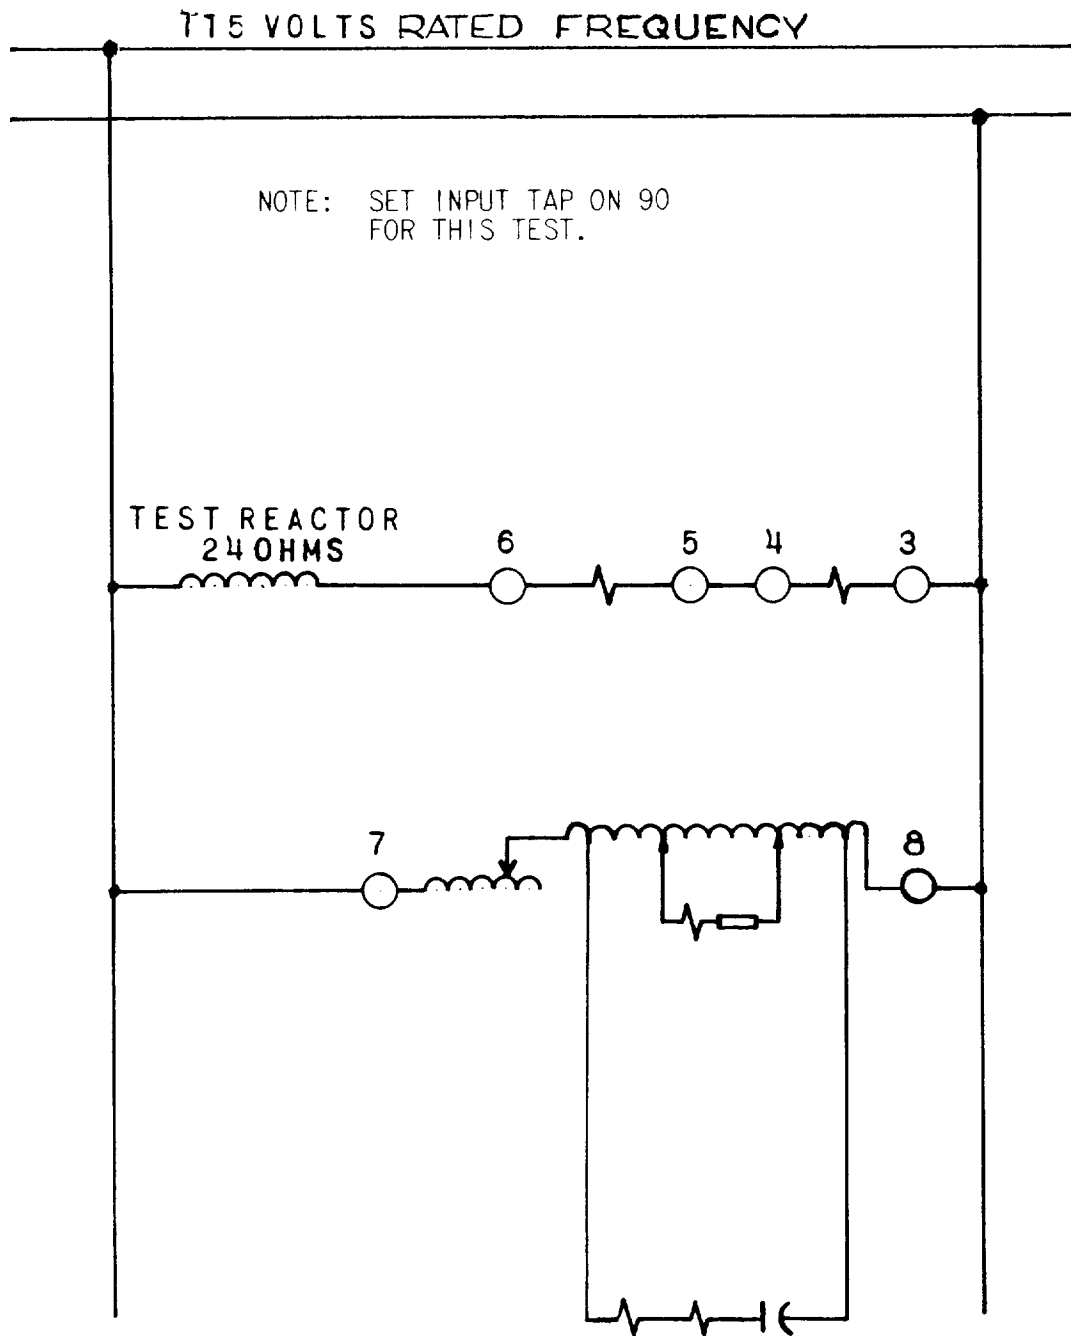 115 VOLTS RATED FREQUENCY
NOTE: SET INPUT TAP ON 90
FOR THIS TEST.
TEST REACTOR
24 OHMS
6
5
4
3
7
8